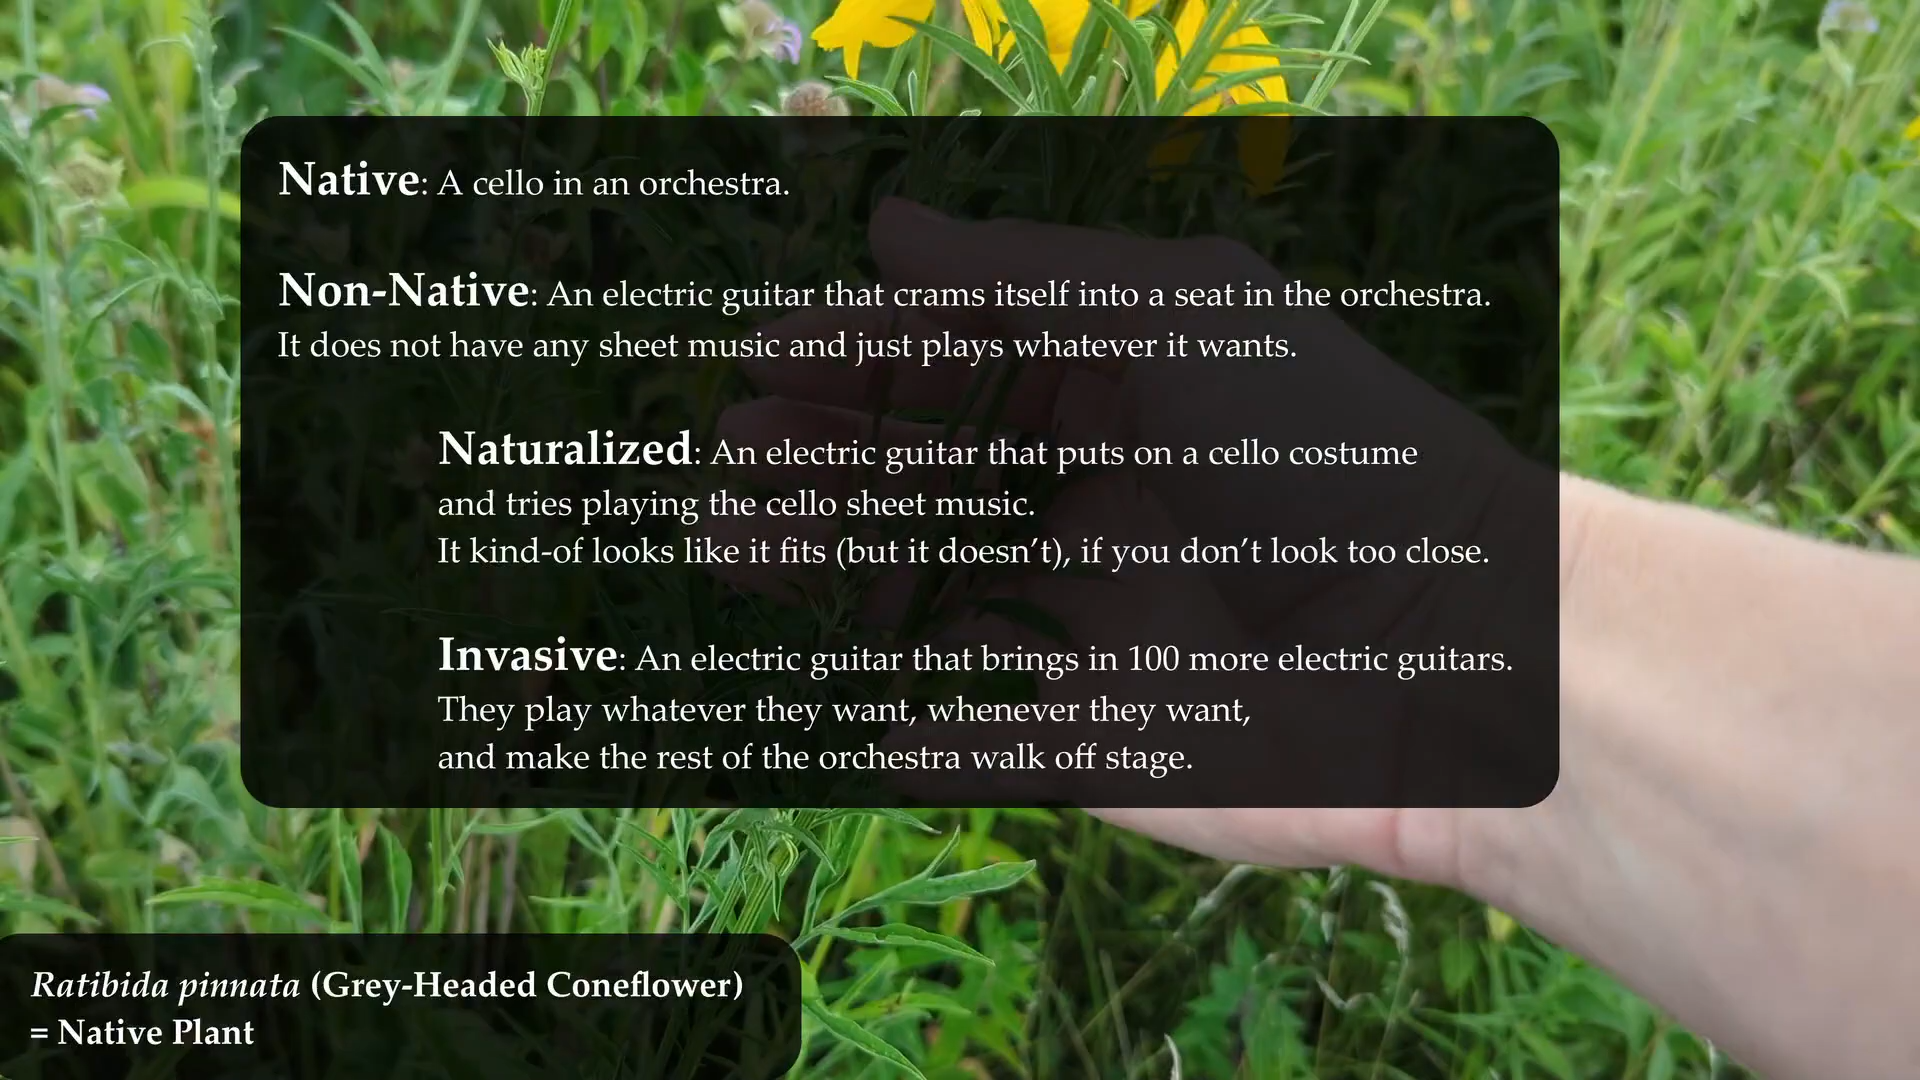 Native: A cello in an orchestra.
Non-Native: An electric guitar that crams itself into a seat in the orchestra.
It does not have any sheet music and just plays whatever it wants.
Naturalized: An electric guitar that puts on a cello costume
and tries playing the cello sheet music.
It kind-of looks like it fits (but it doesn’t), if you don’t look too close.
Invasive: An electric guitar that brings in 100 more electric guitars.
They play whatever they want, whenever they want,
and make the rest of the orchestra walk off stage.
Ratibida pinnata (Grey-Headed Coneflower)
= Native Plant